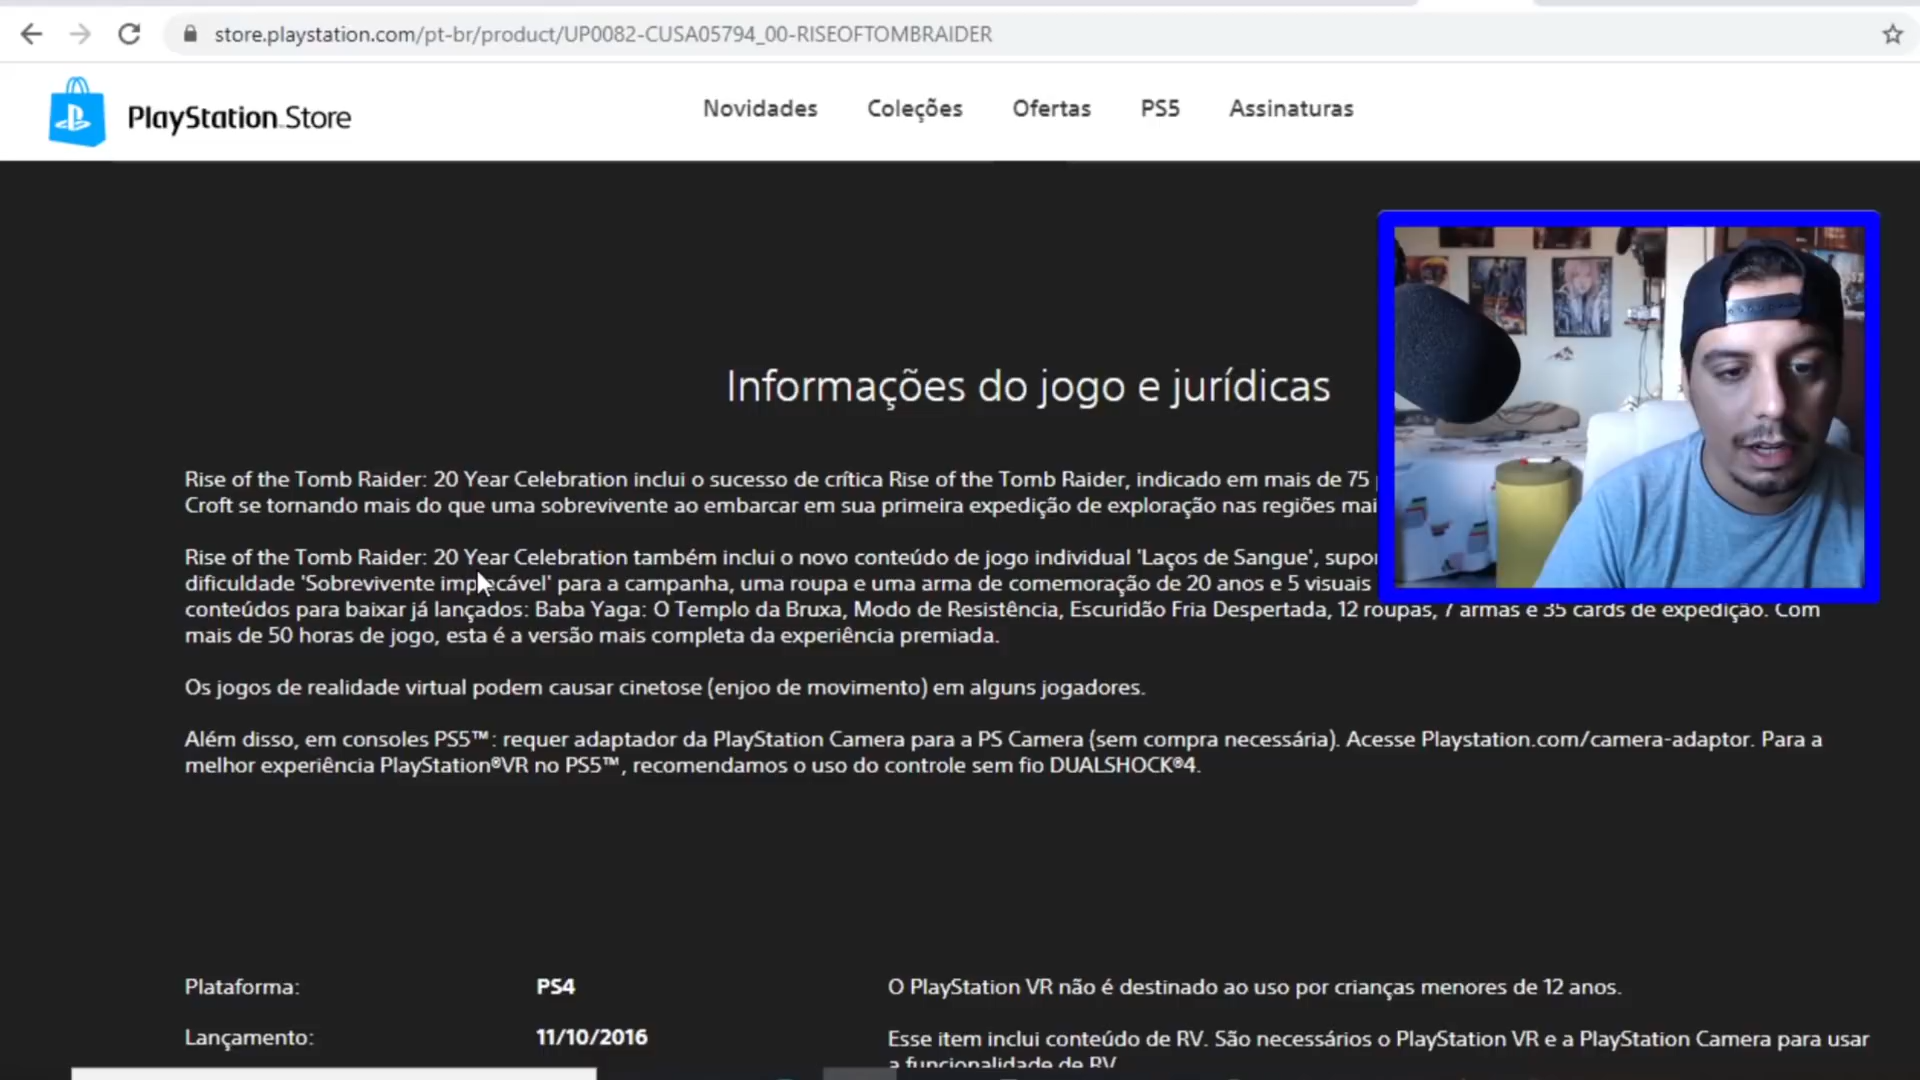 store.playstation.com/pt-br/product/UP0082-CUSA05794_00-RISEOFTOMBRAIDER
PlayStation Store
Novidades Coleções Ofertas PS5 Assinaturas
Informações do jogo e jurídicas
Rise of the Tomb Raider: 20 Year Celebration inclui o sucesso de crítica Rise of the Tomb Raider, indicado em mais de 75
Croft se tornando mais do que uma sobrevivente ao embarcar em sua primeira expedição de exploração nas regiões mai
Rise of the Tomb Raider: 20 Year Celebration também inclui o novo conteúdo de jogo individual 'Laços de Sangue', supor
dificuldade 'Sobrevivente implecável' para a campanha, uma roupa e uma arma de comemoração de 20 anos e 5 visuais
conteúdos para baixar já lançados: Baba Yaga: O Templo da Bruxa, Modo de Resistência, Escuridão Fria Despertada, 12 roupas, 7 armas e 35 cards de expedição. Com
mais de 50 horas de jogo, esta é a versão mais completa da experiência premiada.
Os jogos de realidade virtual podem causar cinetose (enjoo de movimento) em alguns jogadores.
Além disso, em consoles PS5™: requer adaptador da PlayStation Camera para a PS Camera (sem compra necessária). Acesse Playstation.com/camera-adaptor. Para a
melhor experiência PlayStation®VR no PS5™, recomendamos o uso do controle sem fio DUALSHOCK®4.
Plataforma: PS4
Lançamento: 11/10/2016
O PlayStation VR não é destinado ao uso por crianças menores de 12 anos.
Esse item inclui conteúdo de RV. São necessários o PlayStation VR e a PlayStation Camera para usar
a funcionalidade de RV.